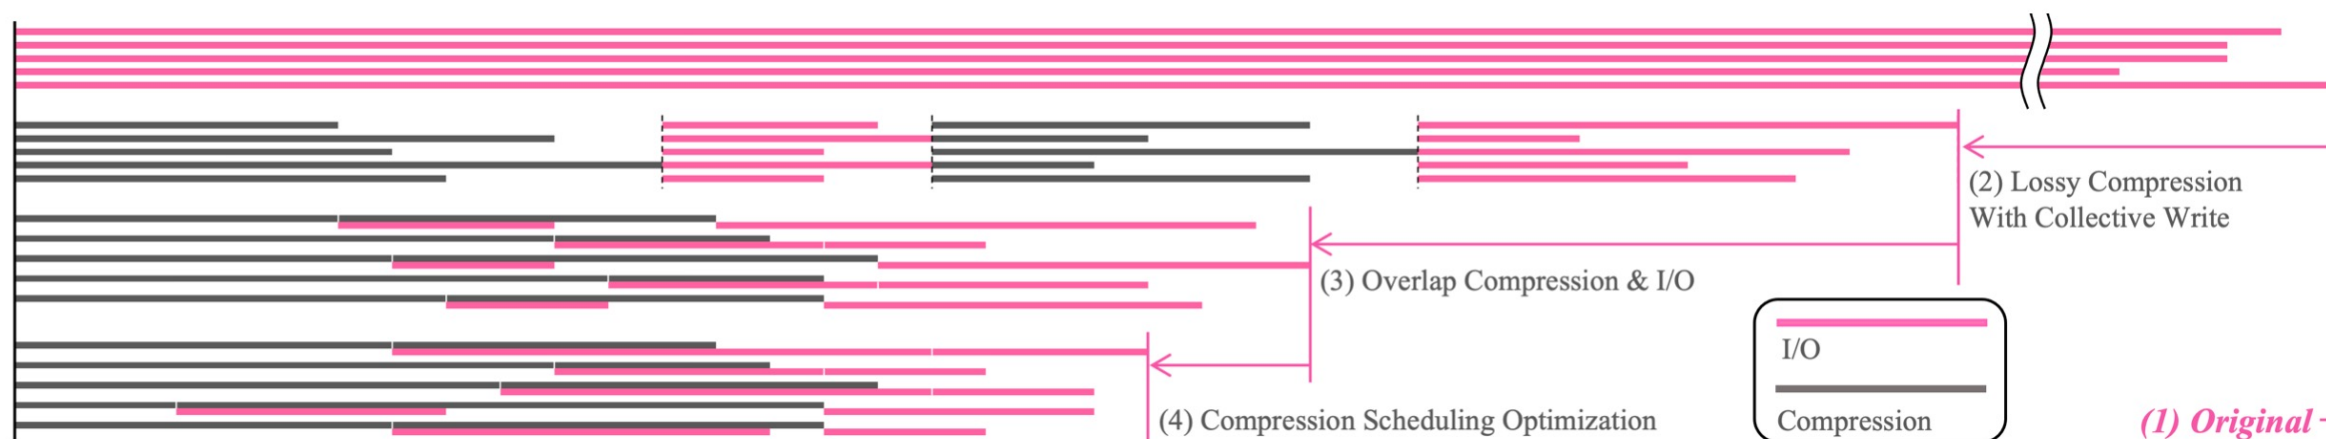 (2) Lossy Compression
With Collective Write
(3) Overlap Compression & I/O
I/O
(4) Compression Scheduling Optimization
Compression
(1) Original